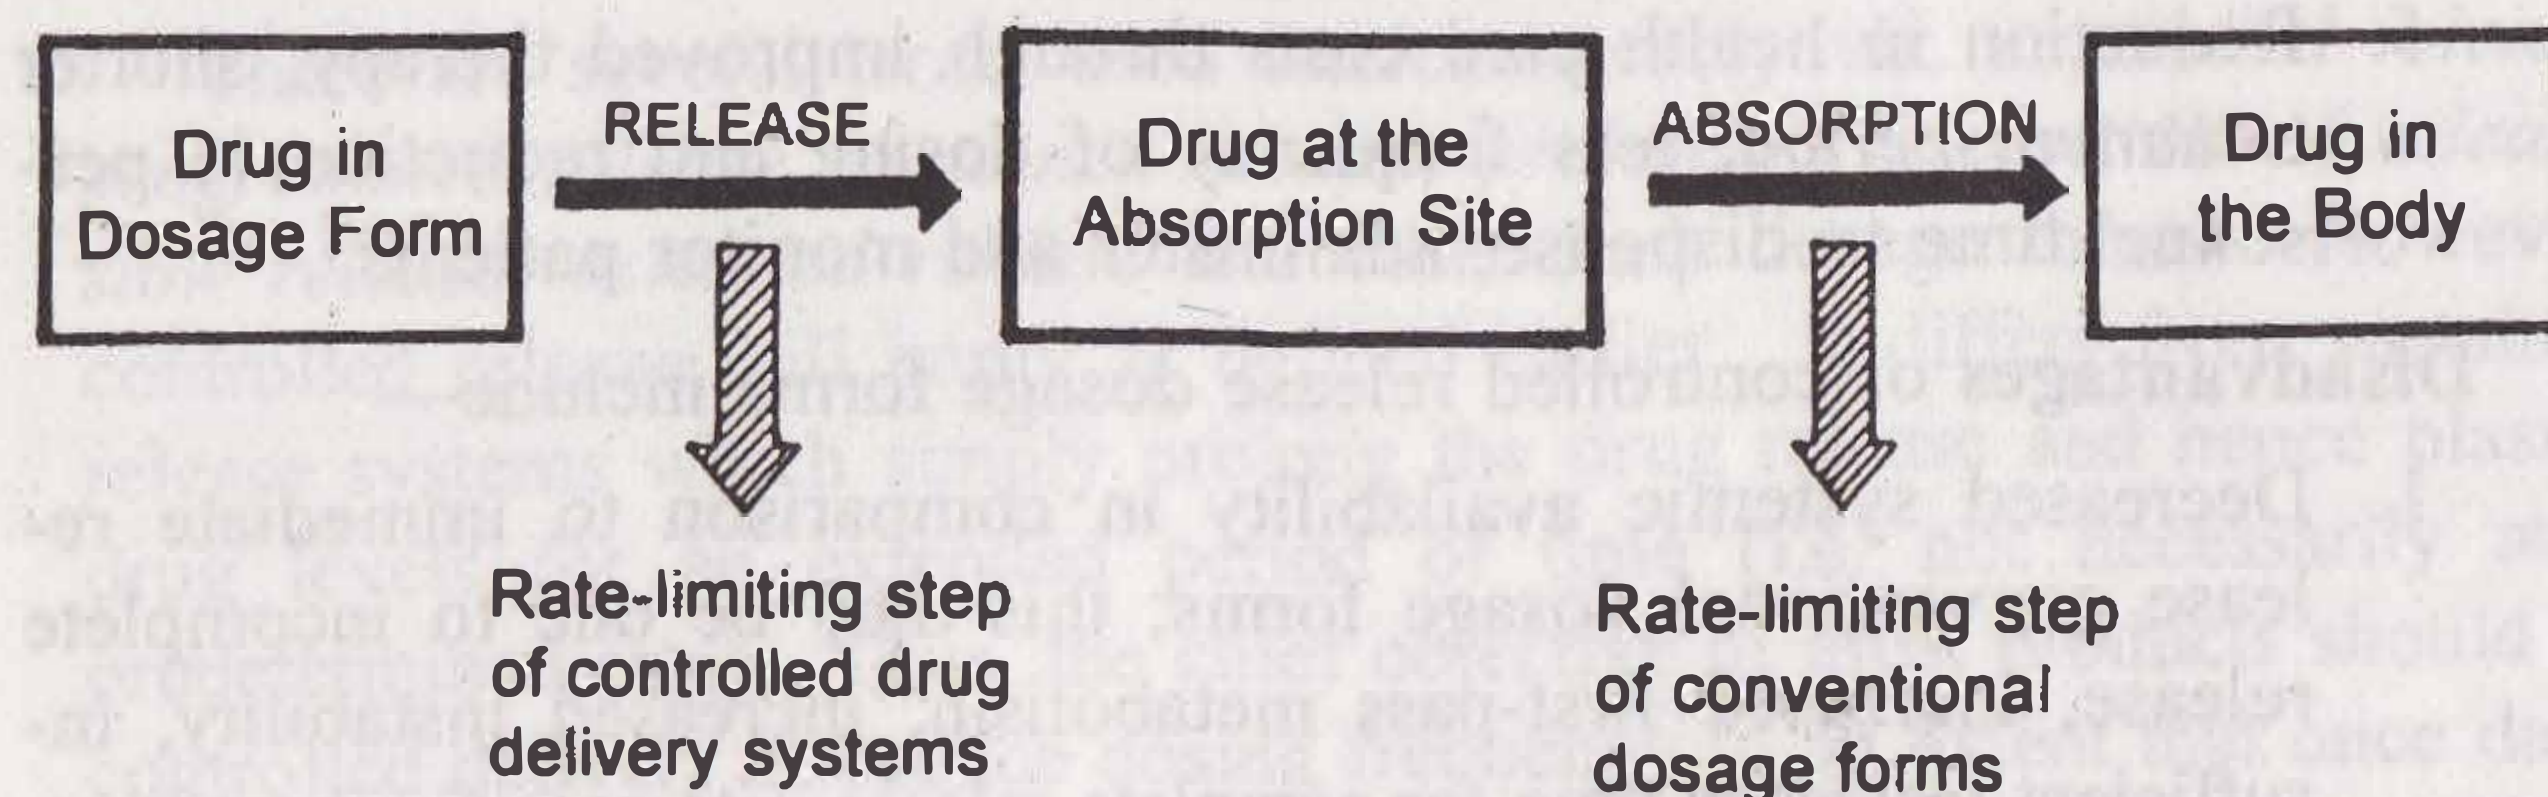 Drug in
Dosage Form
RELEASE
Drug at the
Absorption Site
ABSORPTION
Drug in
the Body
Rate-limiting step
of controlled drug
delivery systems
Rate-limiting step
of conventional
dosage forms